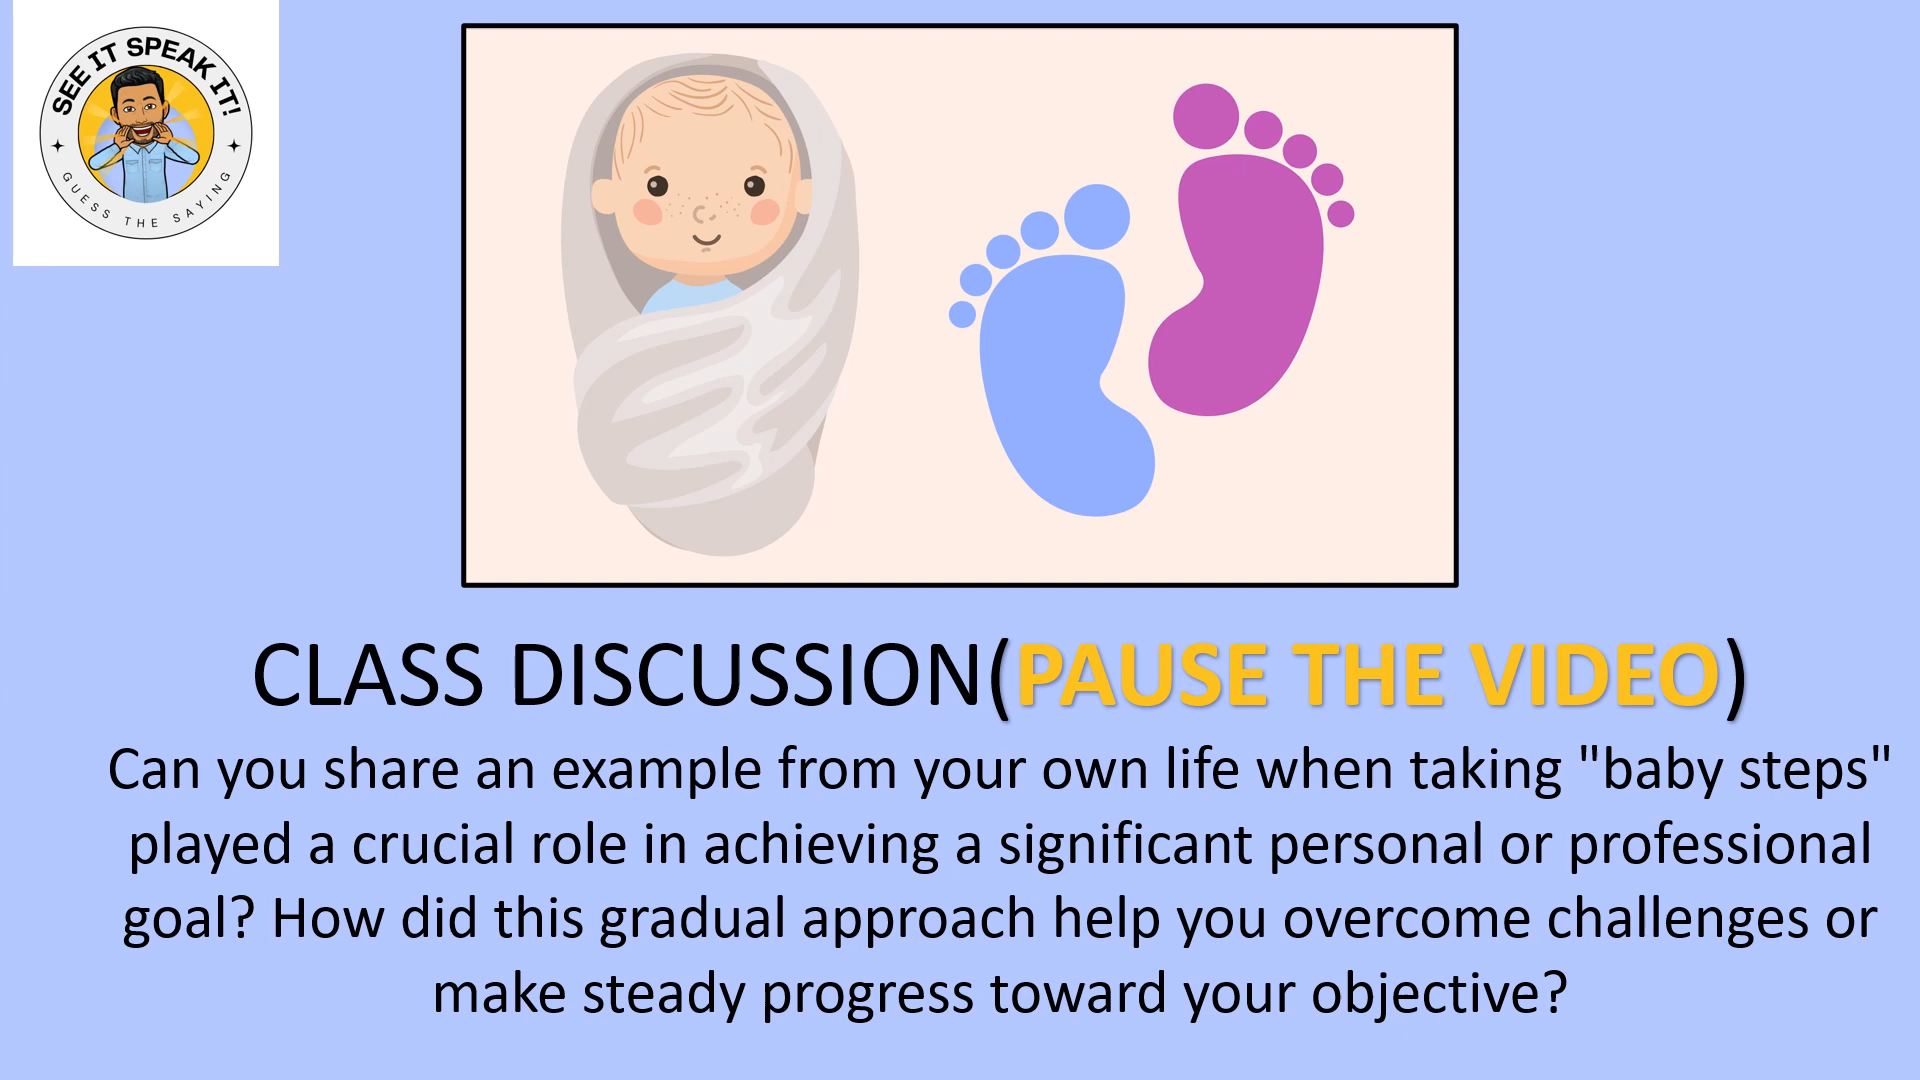 SEE IT SPEAK IT!
GUESS THE SAYING
CLASS DISCUSSION(PAUSE THE VIDEO)
Can you share an example from your own life when taking "baby steps"
played a crucial role in achieving a significant personal or professional
goal? How did this gradual approach help you overcome challenges or
make steady progress toward your objective?